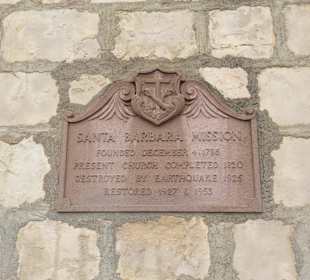 SANTA BARBARA MISSION
FOUNDED DECEMBER 4, 1786
PRESENT CHURCH COMPLETED 1820
DESTROYED BY EARTHQUAKE 1925
RESTORED 1927 & 1953